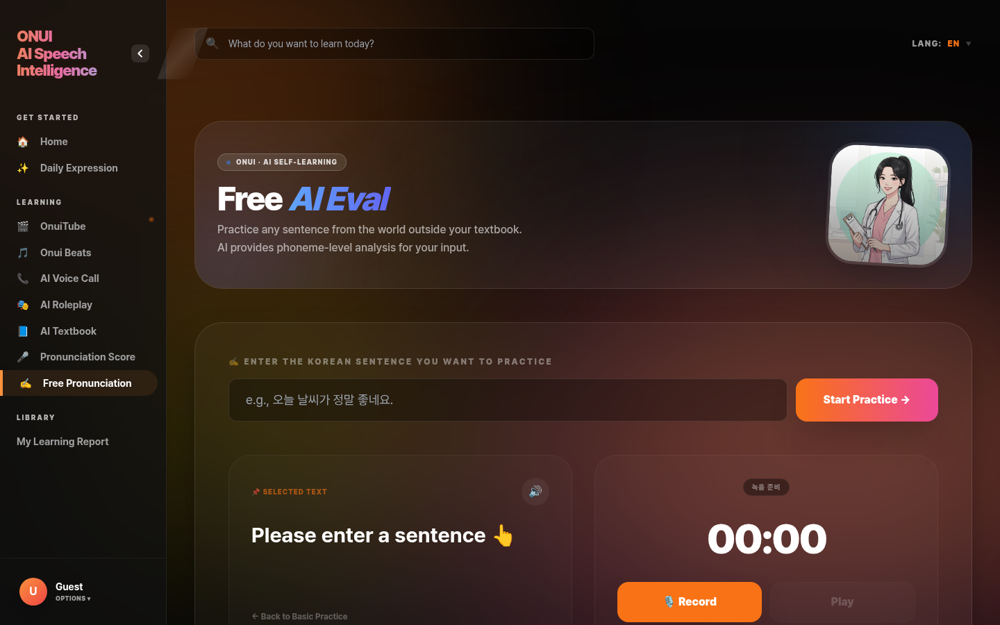 ONUI
AI Speech
Intelligence
What do you want to learn today?
LANG: EN
GET STARTED
Home
Daily Expression
LEARNING
OnuiTube
Onui Beats
AI Voice Call
AI Roleplay
AI Textbook
Pronunciation Score
Free Pronunciation
LIBRARY
My Learning Report
U
Guest
OPTIONS ▾
ONUI · AI SELF-LEARNING
Free AI Eval
Practice any sentence from the world outside your textbook.
AI provides phoneme-level analysis for your input.
ENTER THE KOREAN SENTENCE YOU WANT TO PRACTICE
e.g., 오늘 날씨가 정말 좋네요.
Start Practice →
SELECTED TEXT
Please enter a sentence 👆
← Back to Basic Practice
녹음 준비
00:00
Record
Play